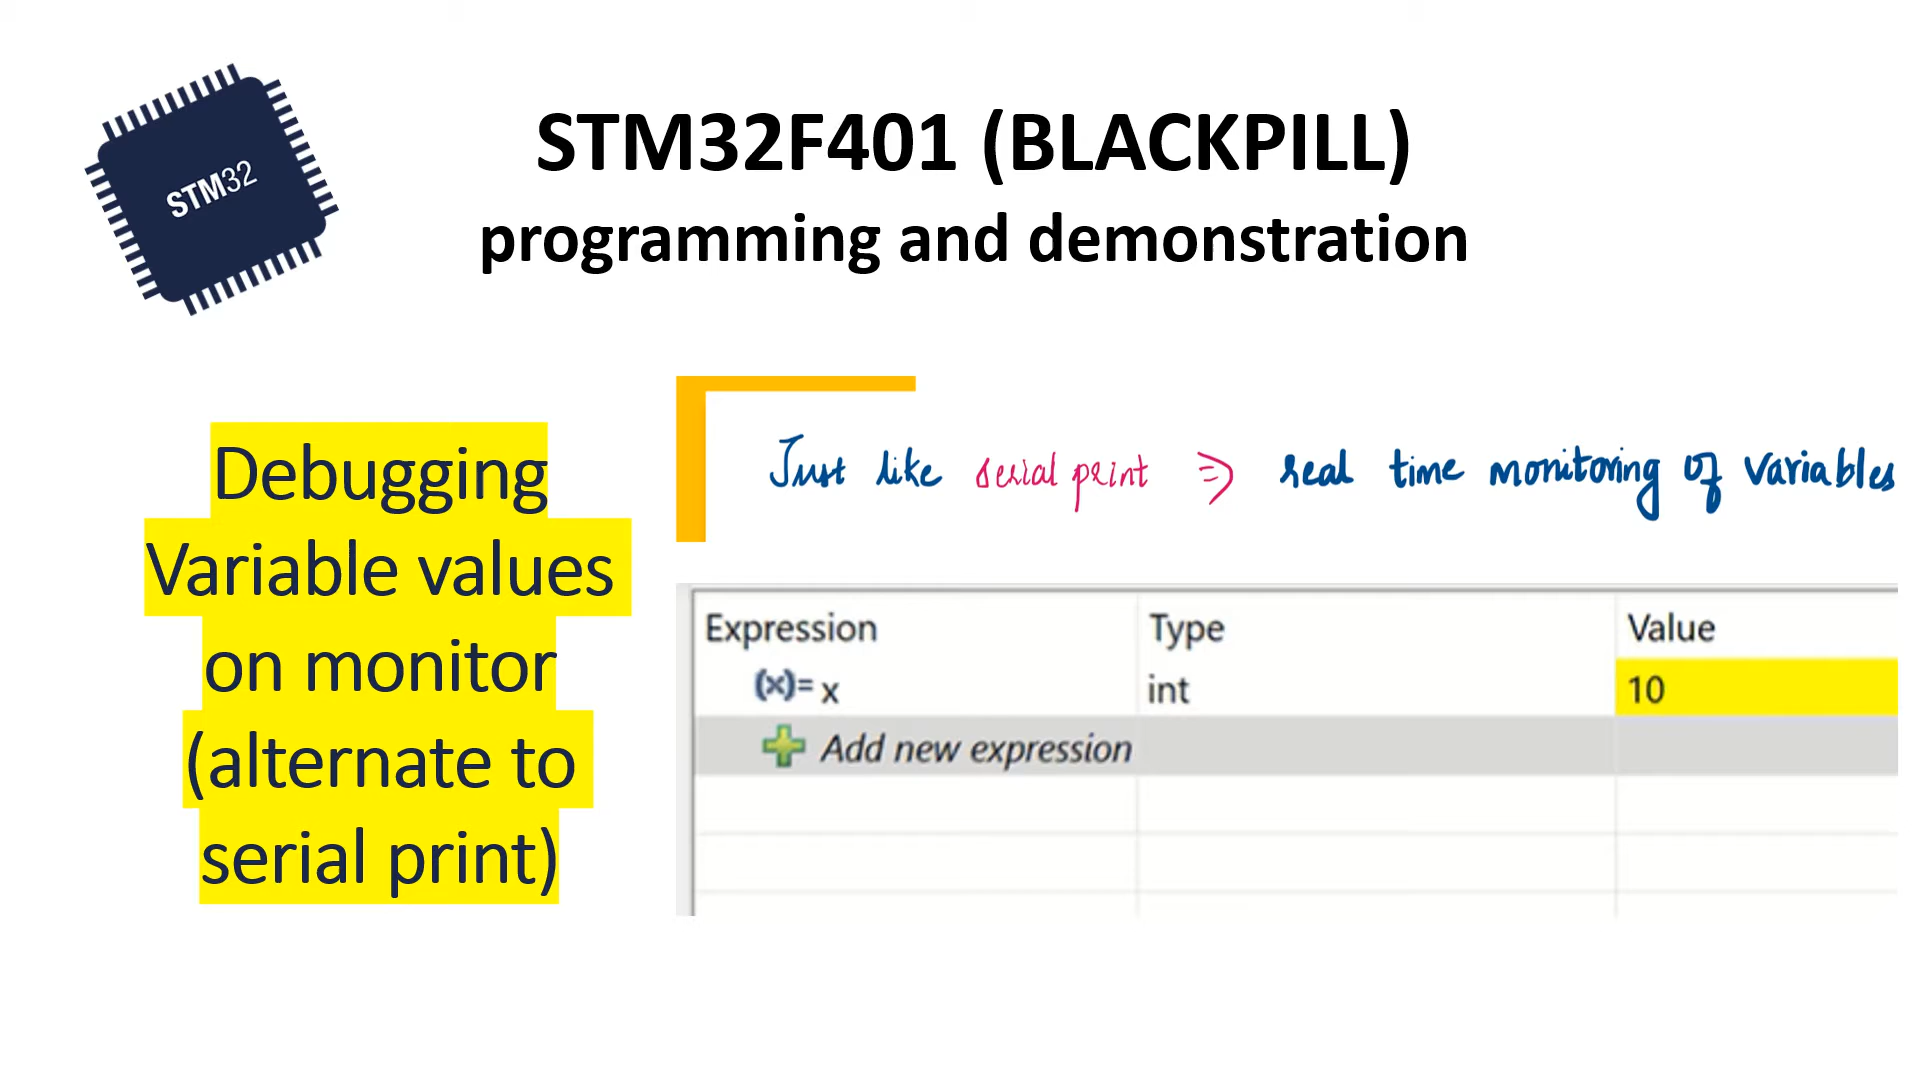 STM32
STM32F401 (BLACKPILL)
programming and demonstration
Debugging
Variable values
on monitor
(alternate to
serial print)
Just like serial print => real time monitoring of variables
Expression Type Value
(x)= x int 10
Add new expression